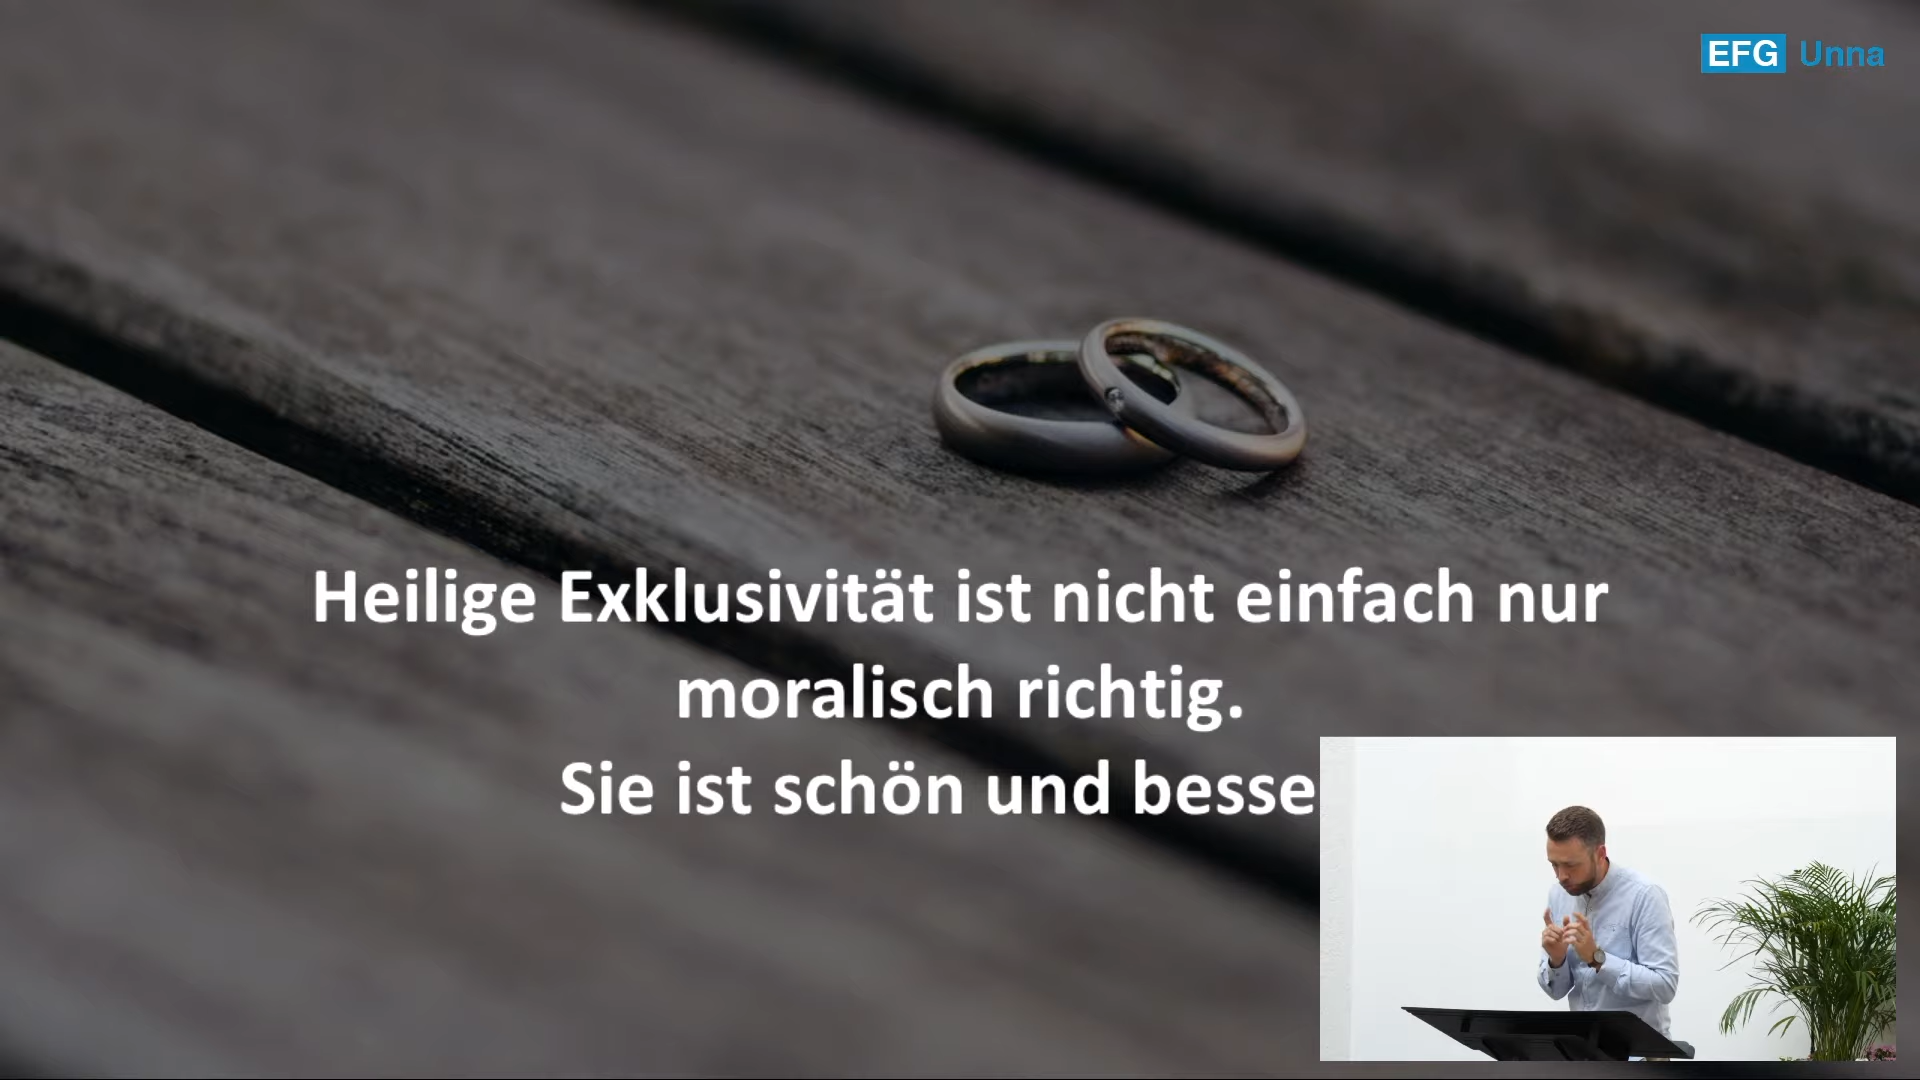 EFG Unna
Heilige Exklusivität ist nicht einfach nur
moralisch richtig.
Sie ist schön und besse